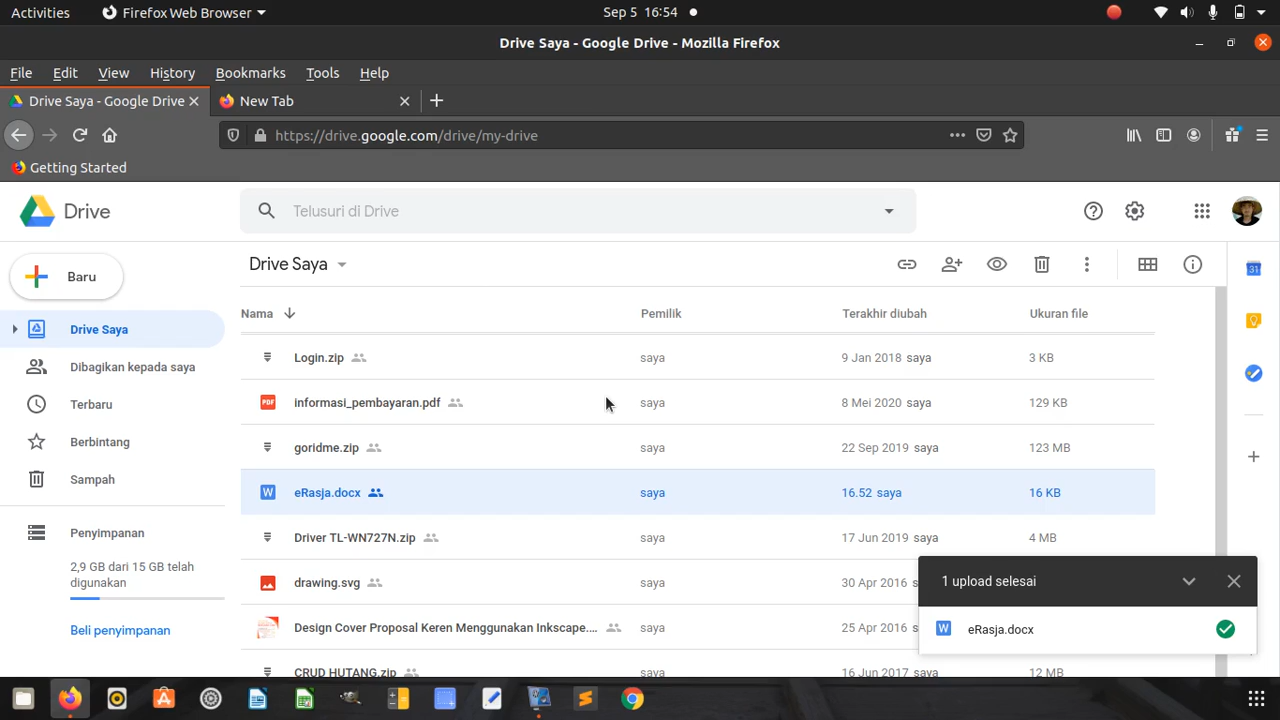 Activities Firefox Web Browser Sep 5 16:54
Drive Saya - Google Drive - Mozilla Firefox
File Edit View History Bookmarks Tools Help
Drive Saya - Google Drive New Tab
https://drive.google.com/drive/my-drive
Getting Started
Drive Telusuri di Drive
Baru
Drive Saya
Dibagikan kepada saya
Terbaru
Berbintang
Sampah
Penyimpanan
2,9 GB dari 15 GB telah
digunakan
Beli penyimpanan
Drive Saya
Nama Pemilik Terakhir diubah Ukuran file
Login.zip saya 9 Jan 2018 saya 3 KB
PDF informasi_pembayaran.pdf saya 8 Mei 2020 saya 129 KB
goridme.zip saya 22 Sep 2019 saya 123 MB
W eRasja.docx saya 16.52 saya 16 KB
Driver TL-WN727N.zip saya 17 Jun 2019 saya 4 MB
drawing.svg saya 30 Apr 2016 s
Design Cover Proposal Keren Menggunakan Inkscape.... saya 25 Apr 2016 s
CRUD HUTANG.zip saya 16 Jun 2017 saya 12 MB
31
1 upload selesai
W eRasja.docx